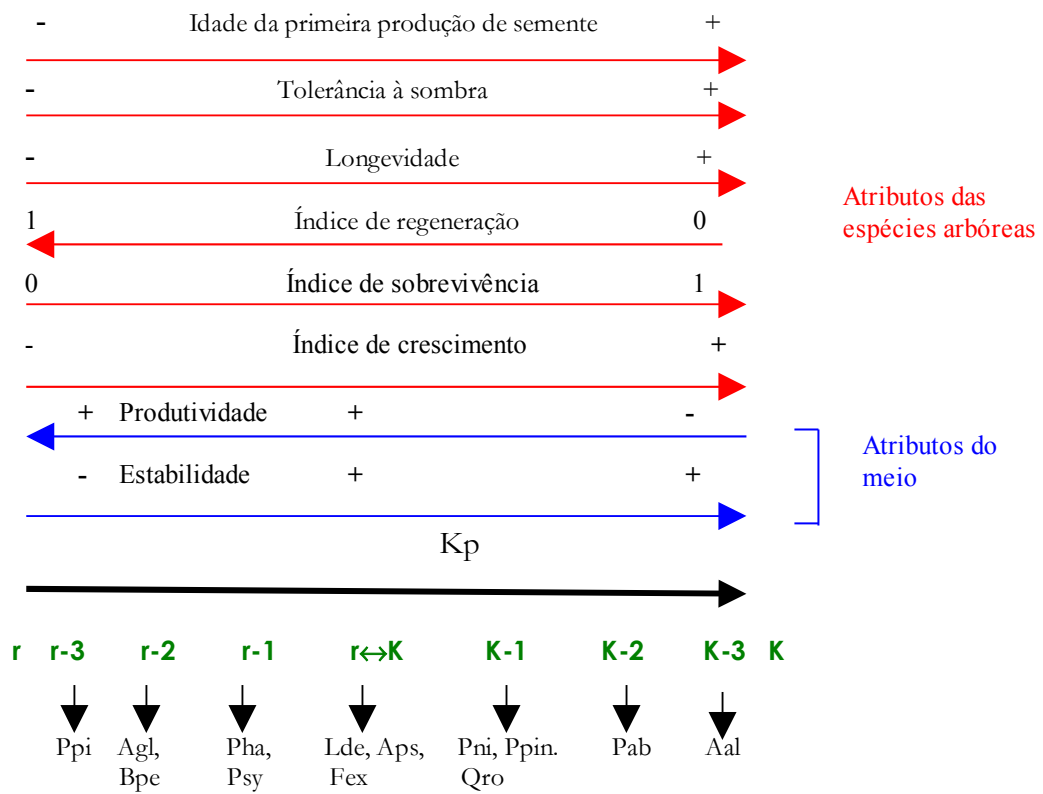 - Idade da primeira produção de semente +
- Tolerância à sombra +
- Longevidade +
1 Índice de regeneração 0
0 Índice de sobrevivência 1
- Índice de crescimento +
Atributos das
espécies arbóreas
+ Produtividade + -
- Estabilidade + +
Atributos do
meio
Kp
r r-3 r-2 r-1 r↔K K-1 K-2 K-3 K
Ppi Agl, Pha, Lde, Aps, Pni, Ppin. Pab Aal
Bpe Psy Fex Qro